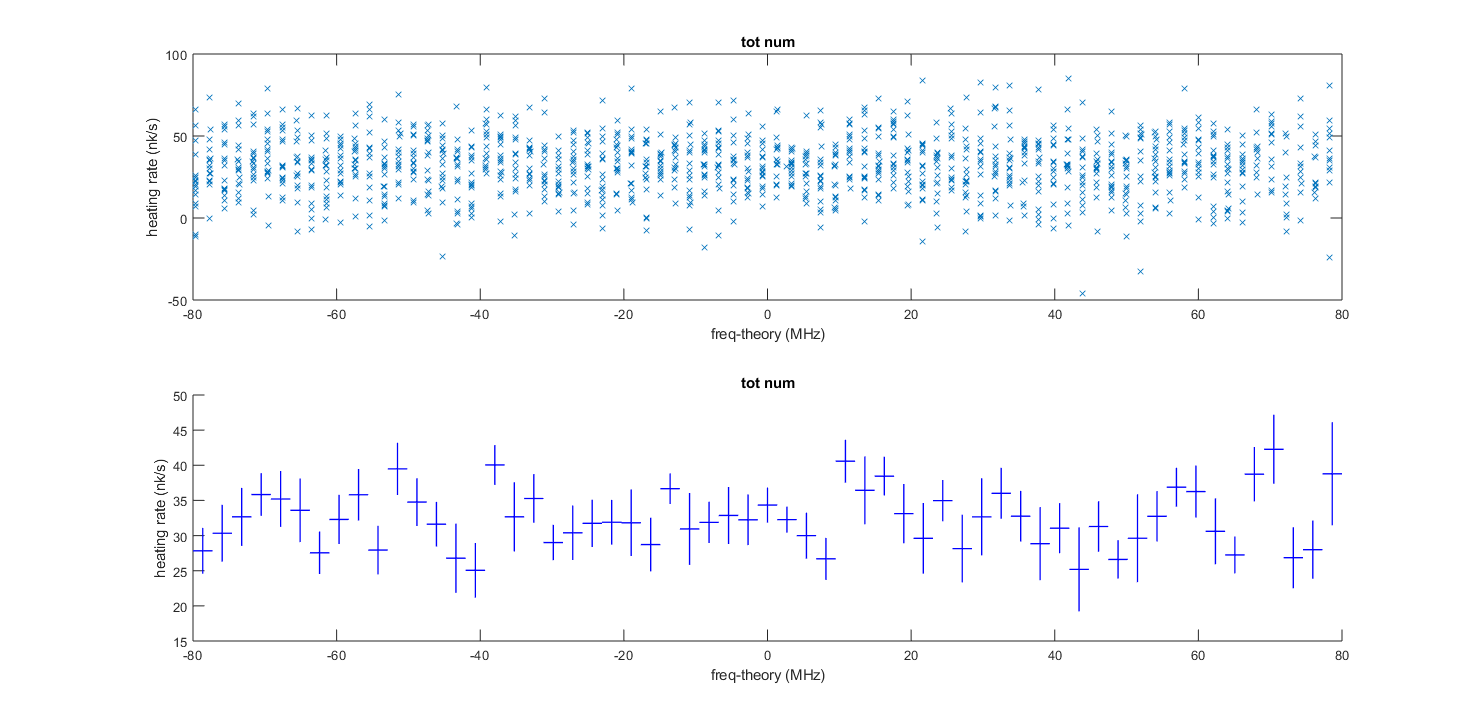 tot num
100
50
0
-50
heating rate (nk/s)
-80 -60 -40 -20 0 20 40 60 80
freq-theory (MHz)
tot num
50
45
40
35
30
25
20
15
heating rate (nk/s)
-80 -60 -40 -20 0 20 40 60 80
freq-theory (MHz)